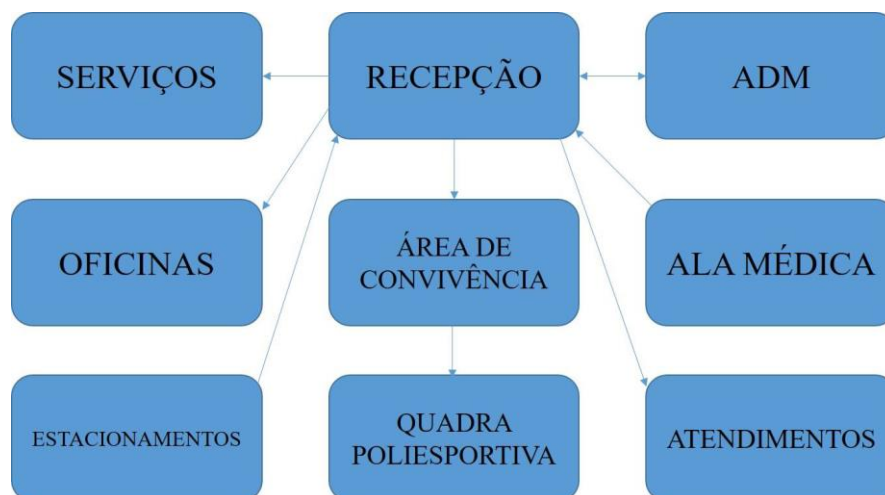 SERVIÇOS
RECEPÇÃO
ADM
OFICINAS
ÁREA DE
CONVIVÊNCIA
ALA MÉDICA
ESTACIONAMENTOS
QUADRA
POLIESPORTIVA
ATENDIMENTOS